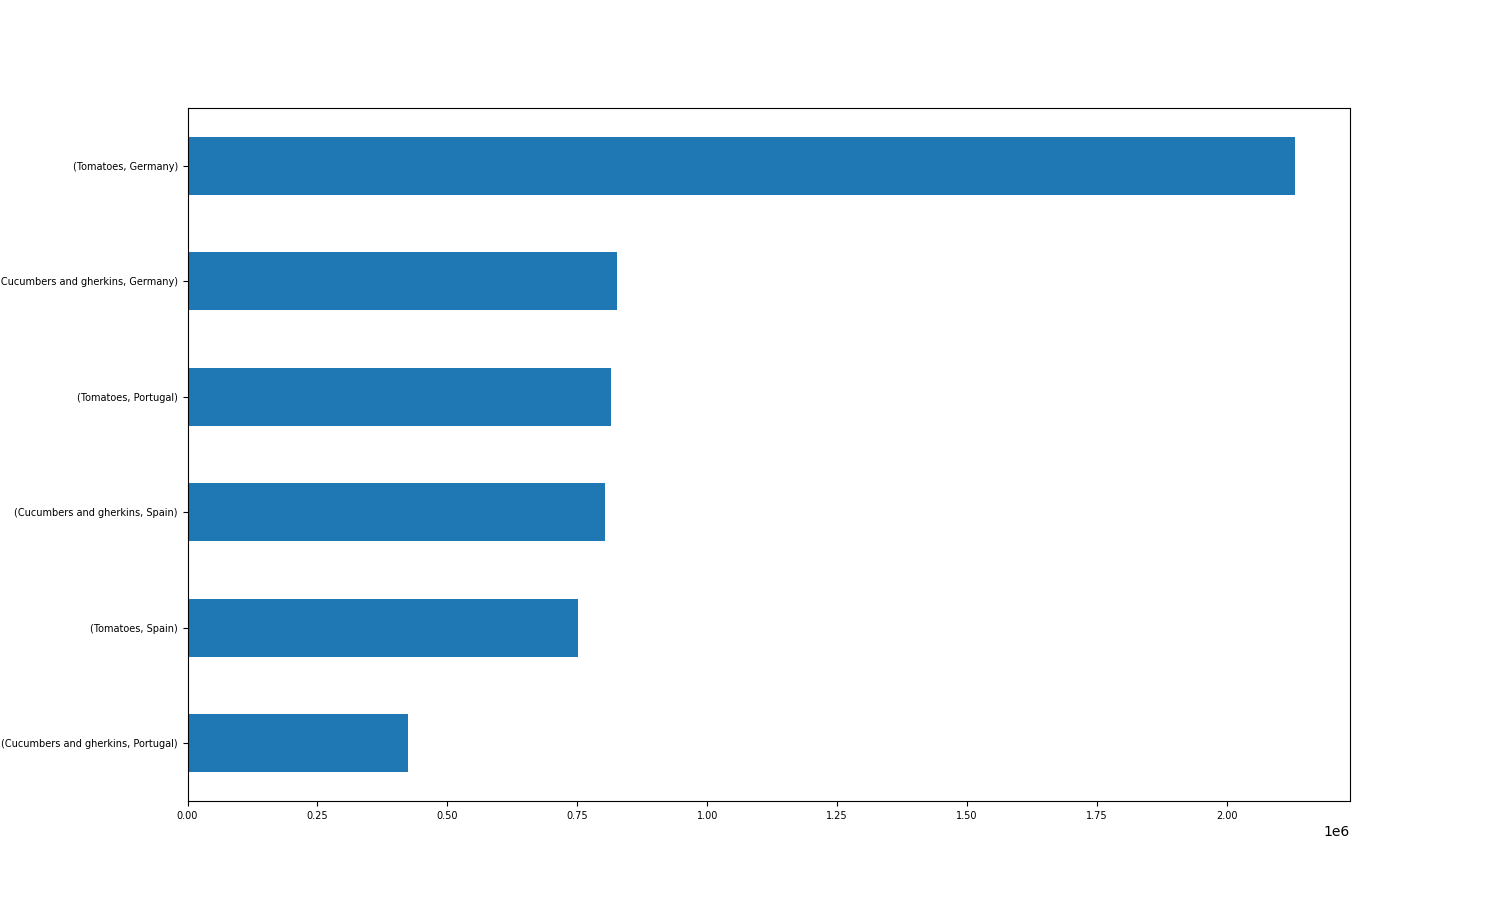 (Tomatoes, Germany)
Cucumbers and gherkins, Germany)
(Tomatoes, Portugal)
(Cucumbers and gherkins, Spain)
(Tomatoes, Spain)
(Cucumbers and gherkins, Portugal)
0.00 0.25 0.50 0.75 1.00 1.25 1.50 1.75 2.00
1e6